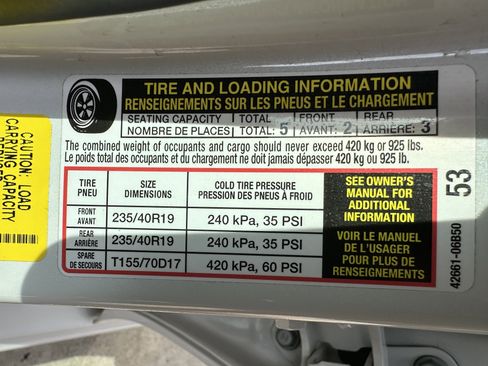 TIRE AND LOADING INFORMATION
RENSEIGNEMENTS SUR LES PNEUS ET LE CHARGEMENT
SEATING CAPACITY TOTAL FRONT REAR
NOMBRE DE PLACES TOTAL: 5 AVANT: 2 ARRIÈRE: 3
The combined weight of occupants and cargo should never exceed 420 kg or 925 lbs.
Le poids total des occupants et du chargement ne doit jamais dépasser 420 kg ou 925 lb.
TIRE SIZE COLD TIRE PRESSURE
PNEU DIMENSIONS PRESSION DES PNEUS À FROID
FRONT
AVANT 235/40R19 240 kPa, 35 PSI
REAR
ARRIÈRE 235/40R19 240 kPa, 35 PSI
SPARE
DE SECOURS T155/70D17 420 kPa, 60 PSI
SEE OWNER'S
MANUAL FOR
ADDITIONAL
INFORMATION
VOIR LE MANUEL
DE L'USAGER
POUR PLUS DE
RENSEIGNEMENTS
53
42661-06B50
CAUTION: LOAD
CARRYING CAPACITY